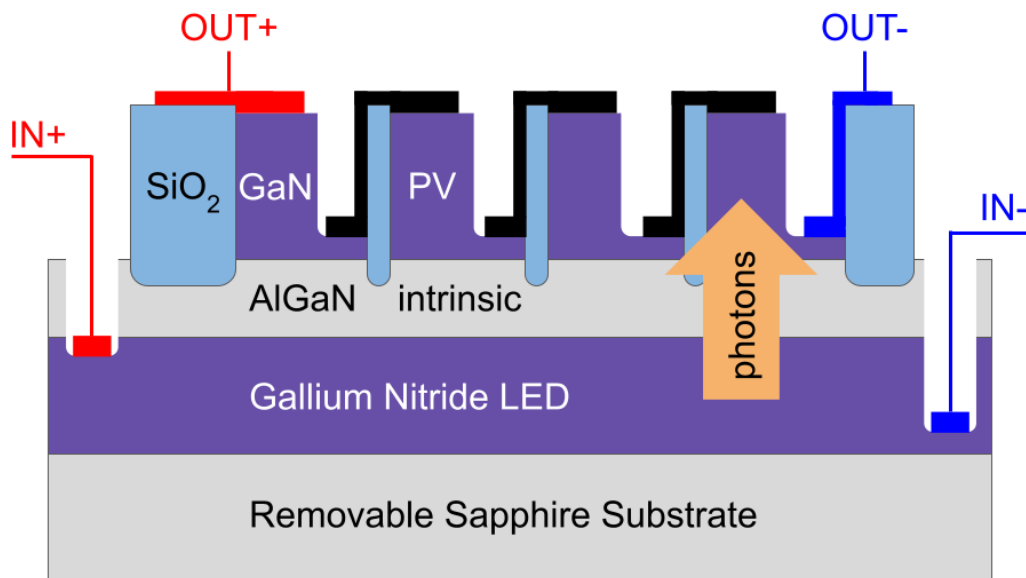 OUT+
OUT-
IN+
SiO₂
GaN
PV
IN-
AlGaN intrinsic
photons
Gallium Nitride LED
Removable Sapphire Substrate